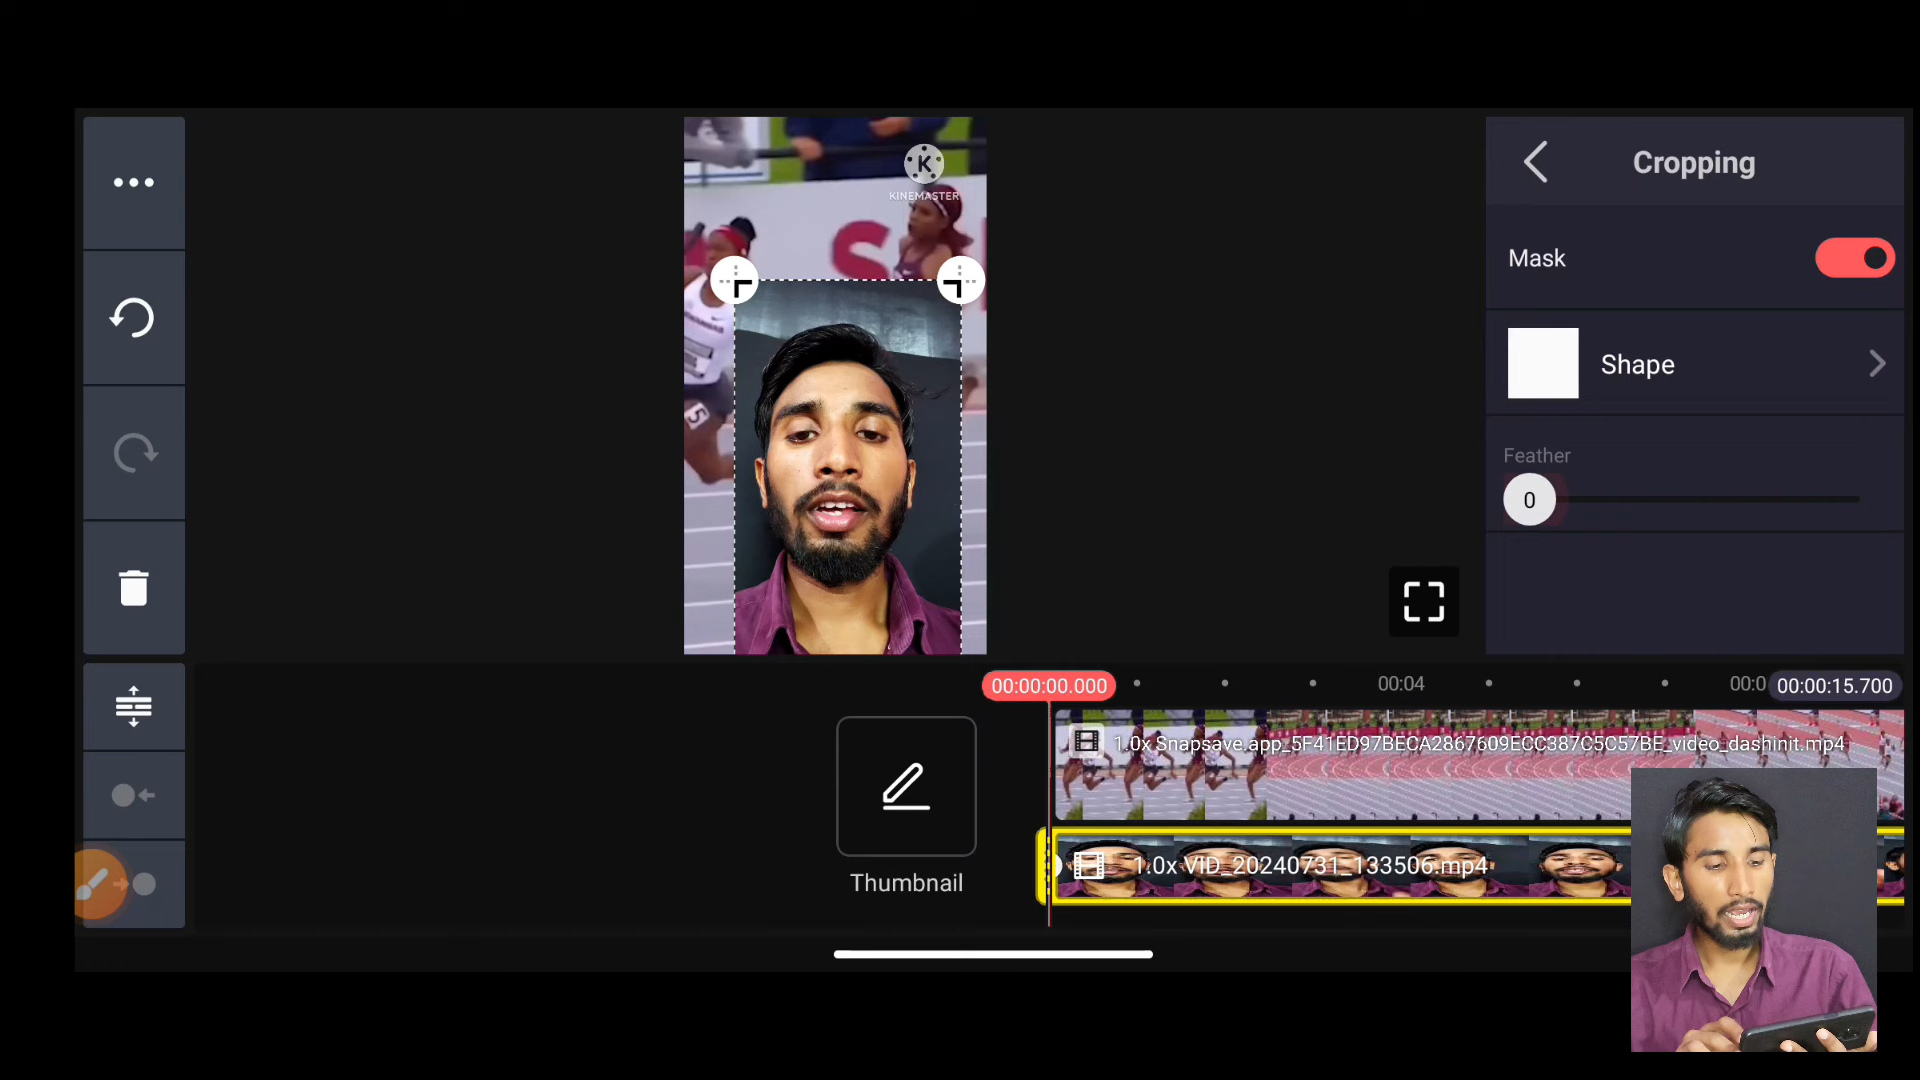 Cropping
K
KINEMASTER
S
Mask
Shape
5
Feather
0
00:00:00.000
00:04
00:0
00:00:15.700
1.0x Snapsave.app_5F41ED97BECA2867609ECC387C5C57BE_video_dashinit.mp4
1.0x VID_20240731_133506.mp4
Thumbnail